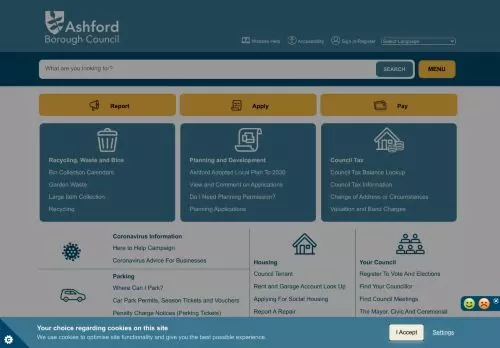 Ashford
Borough Council
Website Help
Accessibility
Sign in/Register
Select Language
What are you looking for?
SEARCH
MENU
Report
Apply
Pay
Recycling, Waste and Bins
Bin Collection Calendars
Garden Waste
Large Item Collection
Recycling
Planning and Development
Ashford Adopted Local Plan To 2030
View and Comment on Applications
Do I Need Planning Permission?
Planning Applications
Council Tax
Council Tax Balance Lookup
Council Tax Information
Change of Address or Circumstances
Valuation and Band Charges
Coronavirus Information
Here to Help Campaign
Coronavirus Advice For Businesses
Parking
Where Can I Park?
Car Park Permits, Season Tickets and Vouchers
Penalty Charge Notices (Parking Tickets)
Housing
Council Tenant
Rent and Garage Account Look Up
Applying For Social Housing
Report A Repair
Your Council
Register To Vote And Elections
Find Your Councillor
Find Council Meetings
The Mayor, Civic And Ceremonial
Your choice regarding cookies on this site
We use cookies to optimise site functionality and give you the best possible experience.
I Accept
Settings